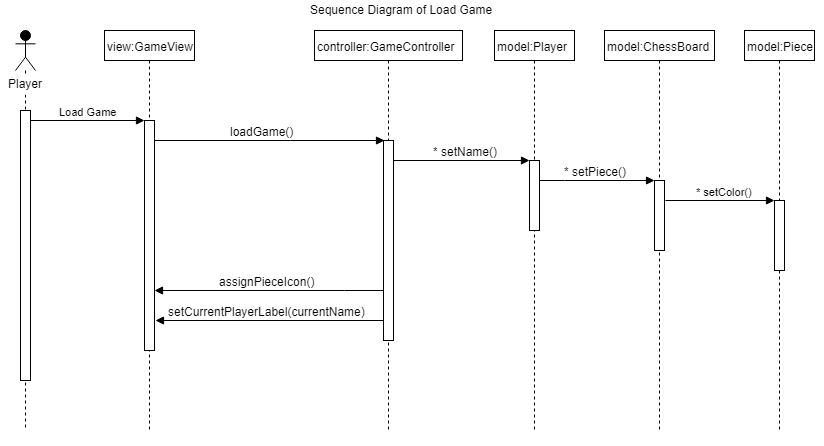 Sequence Diagram of Load Game
view:GameView
controller:GameController
model:Player
model:ChessBoard
model:Piece
Player
Load Game
loadGame()
* setName()
* setPiece()
* setColor()
assignPieceIcon()
setCurrentPlayerLabel(currentName)